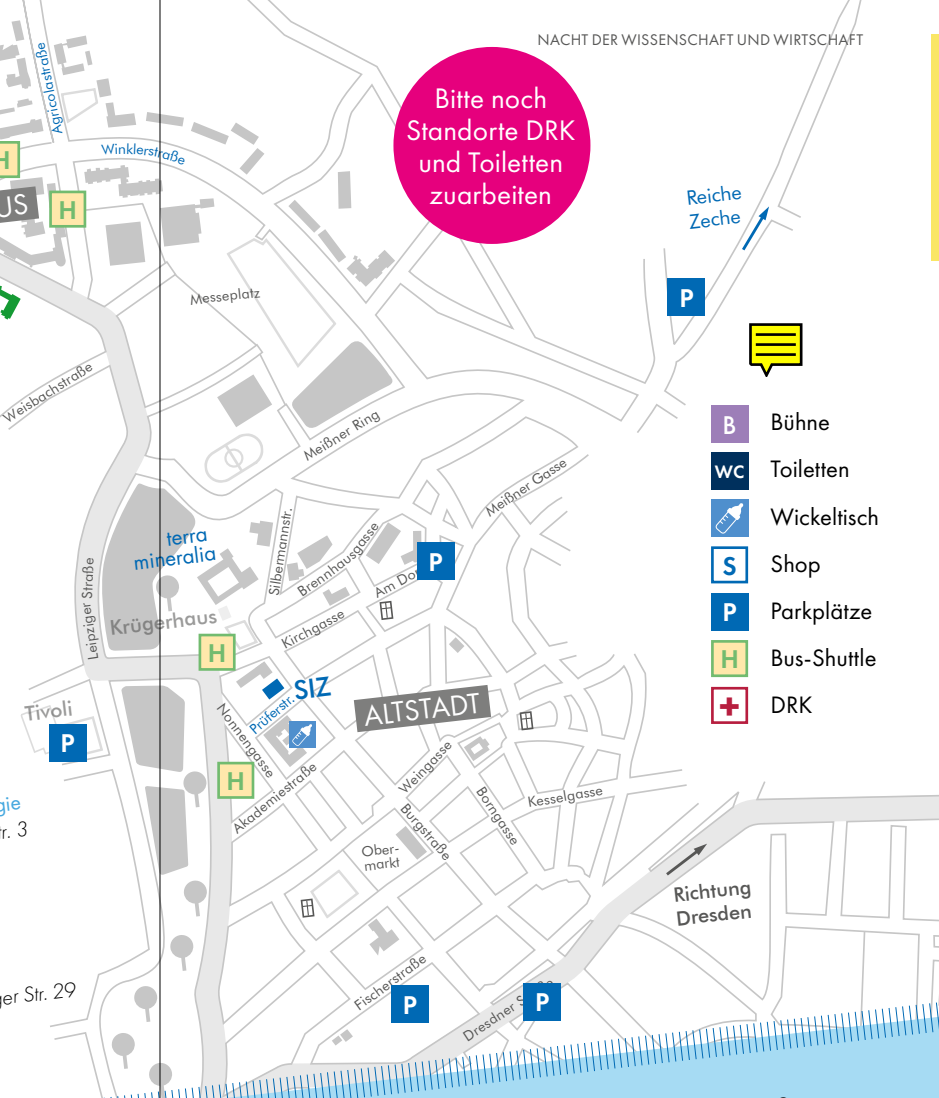 NACHT DER WISSENSCHAFT UND WIRTSCHAFT
Bitte noch
Standorte DRK
und Toiletten
zuarbeiten
Agricolastraße
Winklerstraße
H
US
H
Reiche
Zeche
P
Messeplatz
Weisbachstraße
Meißner Ring
B Bühne
WC Toiletten
Wickeltisch
S Shop
P Parkplätze
H Bus-Shuttle
DRK
Meißner Gasse
terra
mineralia
Silbermannstr.
Brennhausgasse
Am Do
P
Leipziger Straße
Krügerhaus
Kirchgasse
H
SIZ
Prüferstr.
ALTSTADT
Tivoli
P
Nonnengasse
H
Akademiestraße
Weingasse
Borngasse
Kesselgasse
Burgstraße
gie
r. 3
Ober-
markt
Richtung
Dresden
Fischerstraße
P
Dresdner S
P
ger Str. 29